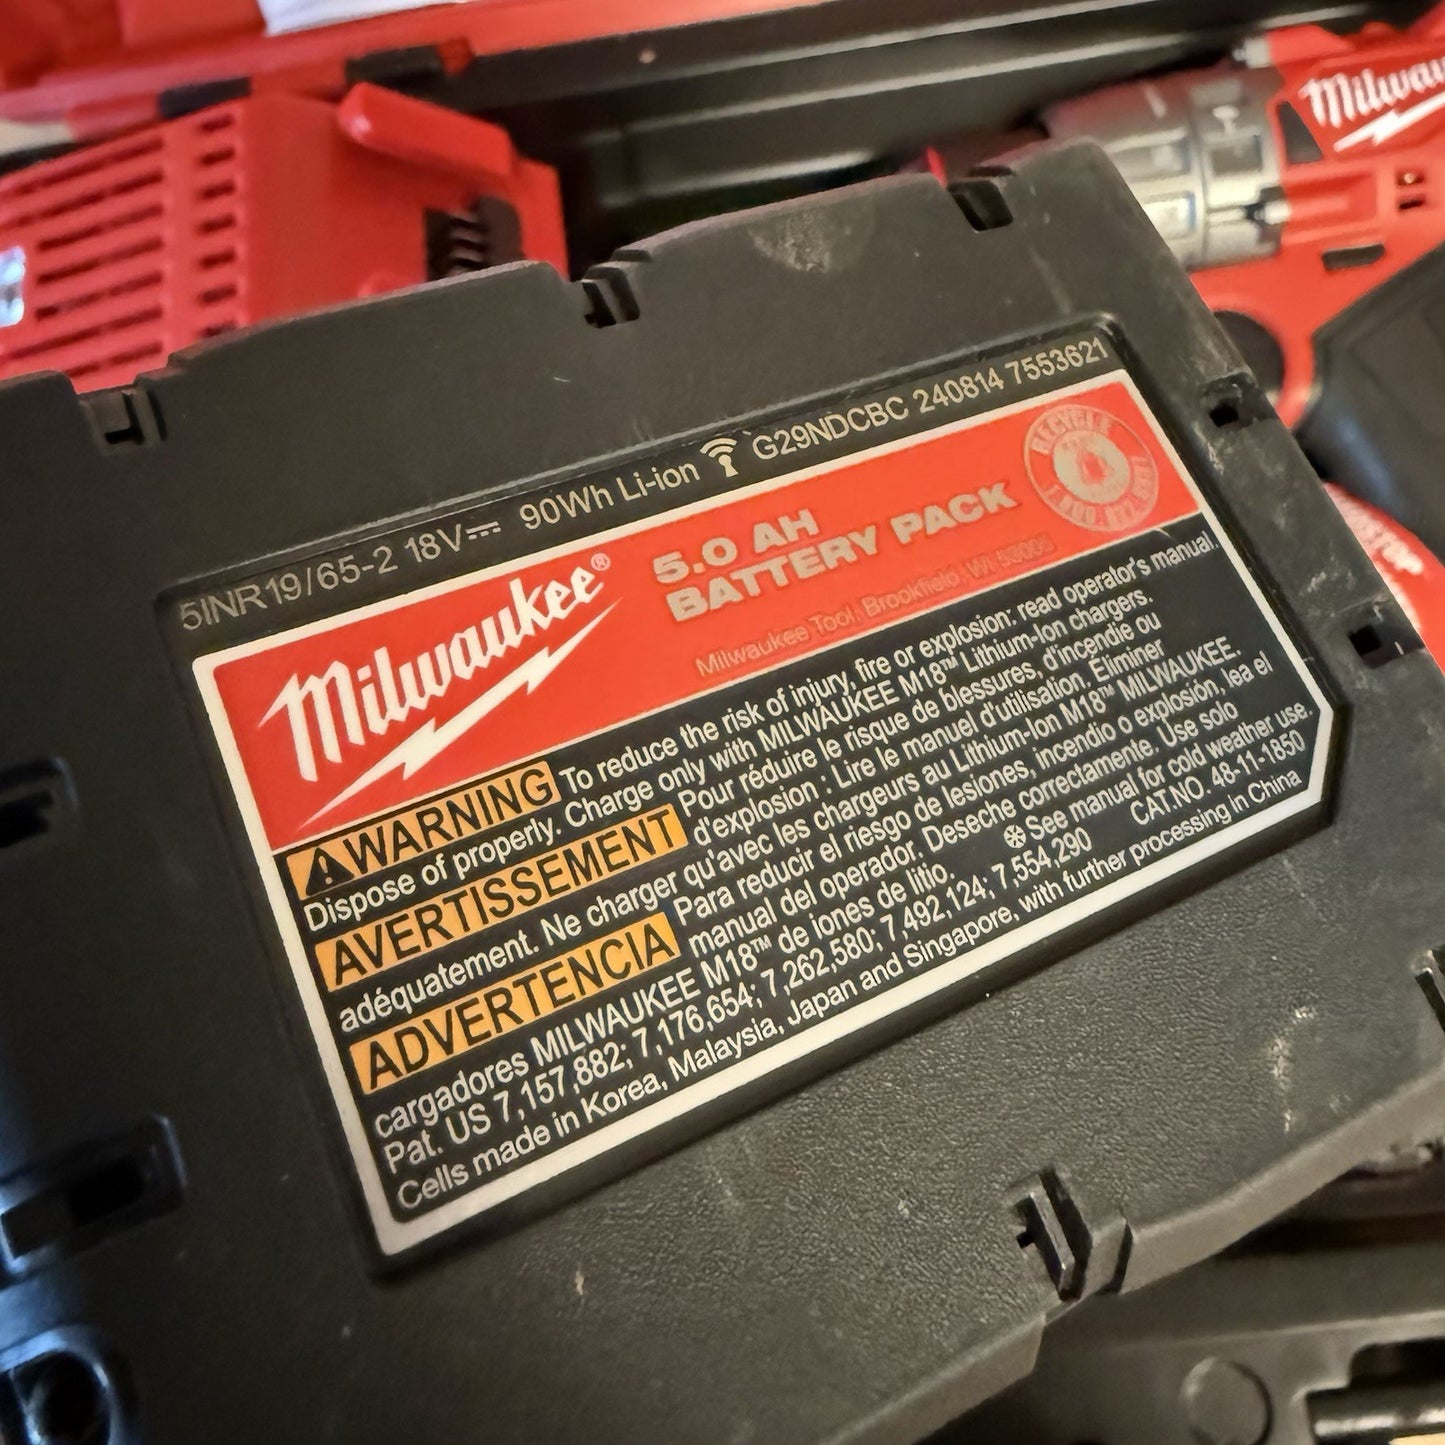 Milwau
5INR19/65-2 18V 90Wh Li-ion G29NDCBC 240814 7553621
Milwaukee®
5.0 AH
BATTERY PACK
Milwaukee Tool, Brookfield, WI
RECYCLE
1.800.822.8837
WARNING To reduce the risk of injury, fire or explosion: read operator's manual.
Dispose of properly. Charge only with MILWAUKEE M18™ Lithium-Ion chargers.
AVERTISSEMENT Pour réduire le risque de blessures, d'incendie ou
d'explosion : Lire le manuel d'utilisation. Éliminer
adéquatement. Ne charger qu'avec les chargeurs au Lithium-Ion M18™ MILWAUKEE.
ADVERTENCIA Para reducir el riesgo de lesiones, incendio o explosión, lea el
manual del operador. Deseche correctamente. Use solo
cargadores MILWAUKEE M18™ de iones de litio. See manual for cold weather use.
Pat. US 7,157,882; 7,176,654; 7,262,580; 7,492,124; 7,554,290 CAT.NO. 48-11-1850
Cells made in Korea, Malaysia, Japan and Singapore, with further processing in China